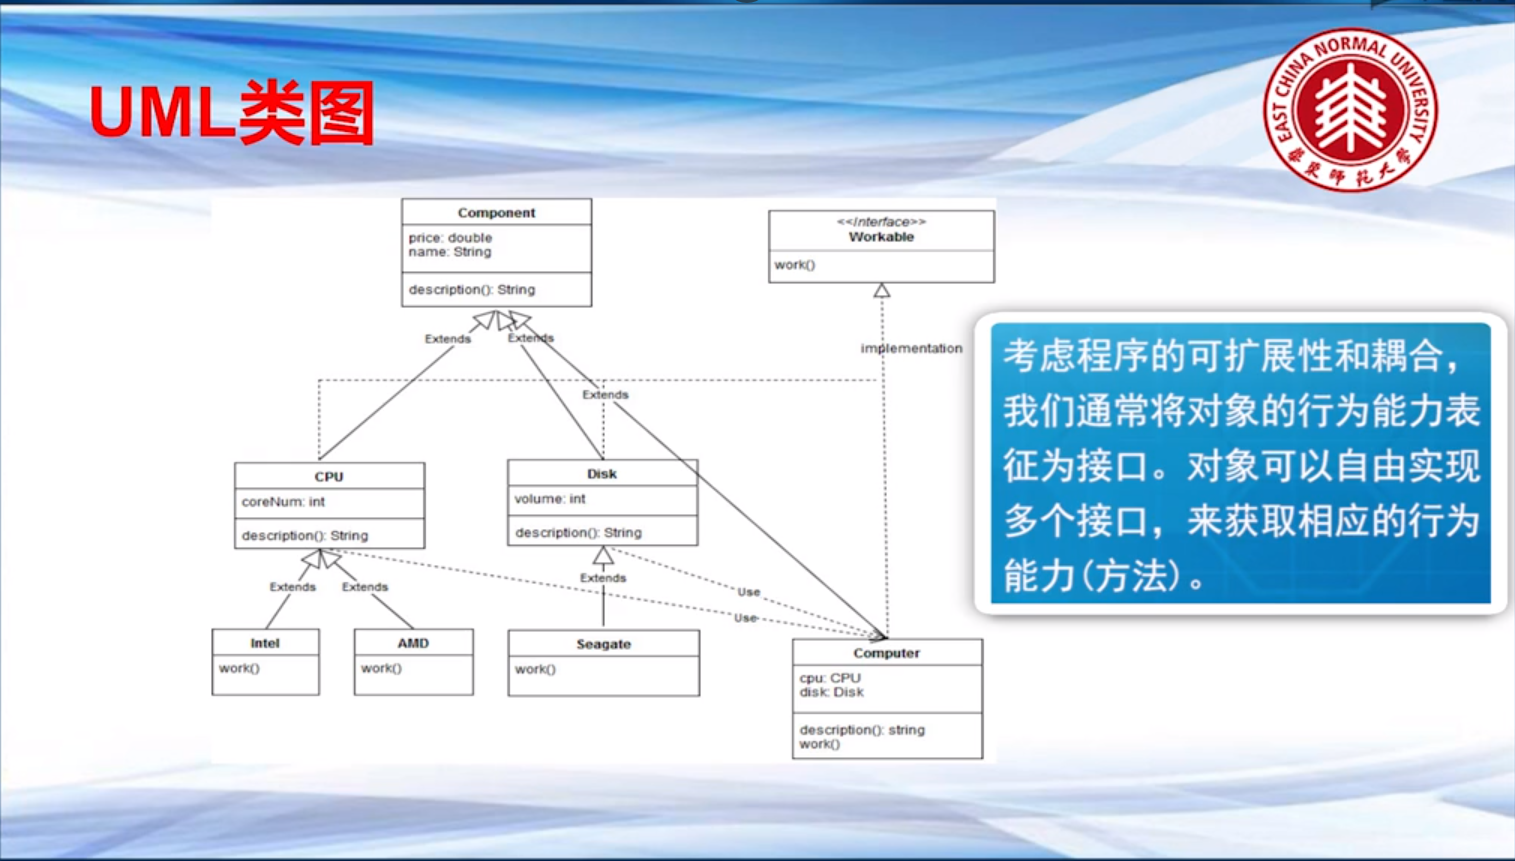 UML类图
EAST CHINA NORMAL UNIVERSITY
華東師範大学
Component
price: double
name: String
description(): String
<<Interface>>
Workable
work()
Extends
Extends
Extends
implementation
考虑程序的可扩展性和耦合，
我们通常将对象的行为能力表
征为接口。对象可以自由实现
多个接口，来获取相应的行为
能力(方法)。
CPU
coreNum: int
description(): String
Disk
volume: int
description(): String
Extends
Extends
Extends
Use
Use
Intel
work()
AMD
work()
Seagate
work()
Computer
cpu: CPU
disk: Disk
description(): string
work()